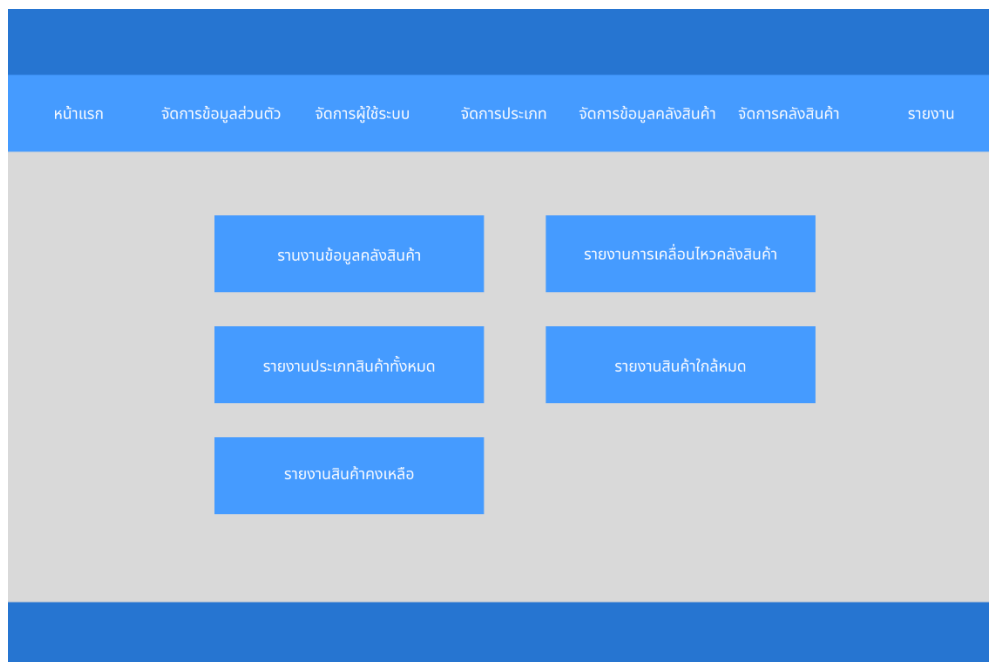 หน้าแรก
จัดการข้อมูลส่วนตัว
จัดการผู้ใช้ระบบ
จัดการประเภท
จัดการข้อมูลคลังสินค้า
จัดการคลังสินค้า
รายงาน
รานงานข้อมูลคลังสินค้า
รายงานการเคลื่อนไหวคลังสินค้า
รายงานประเภทสินค้าทั้งหมด
รายงานสินค้าใกล้หมด
รายงานสินค้าคงเหลือ